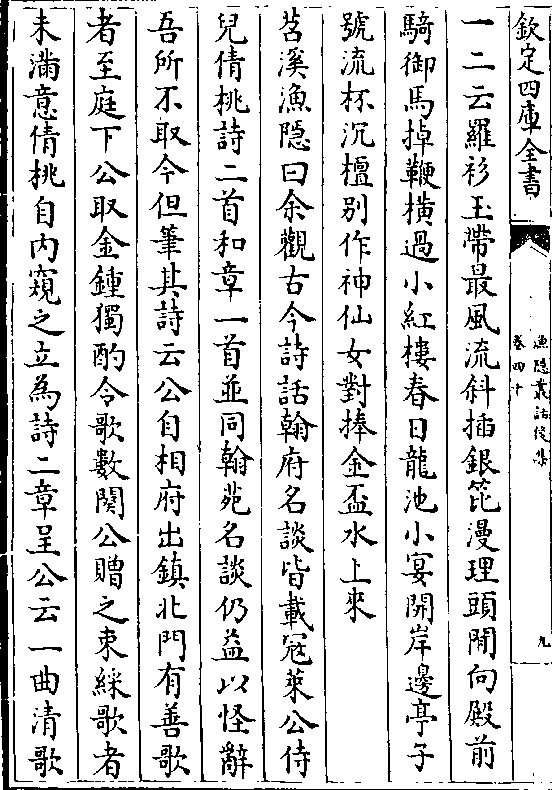 欽定四庫全書
漁隱叢話後集
卷四十
九
一二云羅衫玉帶最風流斜插銀篦漫理頭閒向殿前
騎御馬掉鞭橫過小紅樓春日龍池小宴開岸邊亭子
號流杯沉檀別作神仙女對捧金盃水上來
苕溪漁隱曰余觀古今詩話翰府名談皆載冦萊公侍
兒倩桃詩二首和章一首並同翰苑名談仍益以怪辭
吾所不取今但筆其詩云公自相府出鎮北門有善歌
者至庭下公取金鍾獨酌令歌數闋公贈之束綵歌者
未滿意倩桃自内窺之立為詩二章呈公云一曲清歌